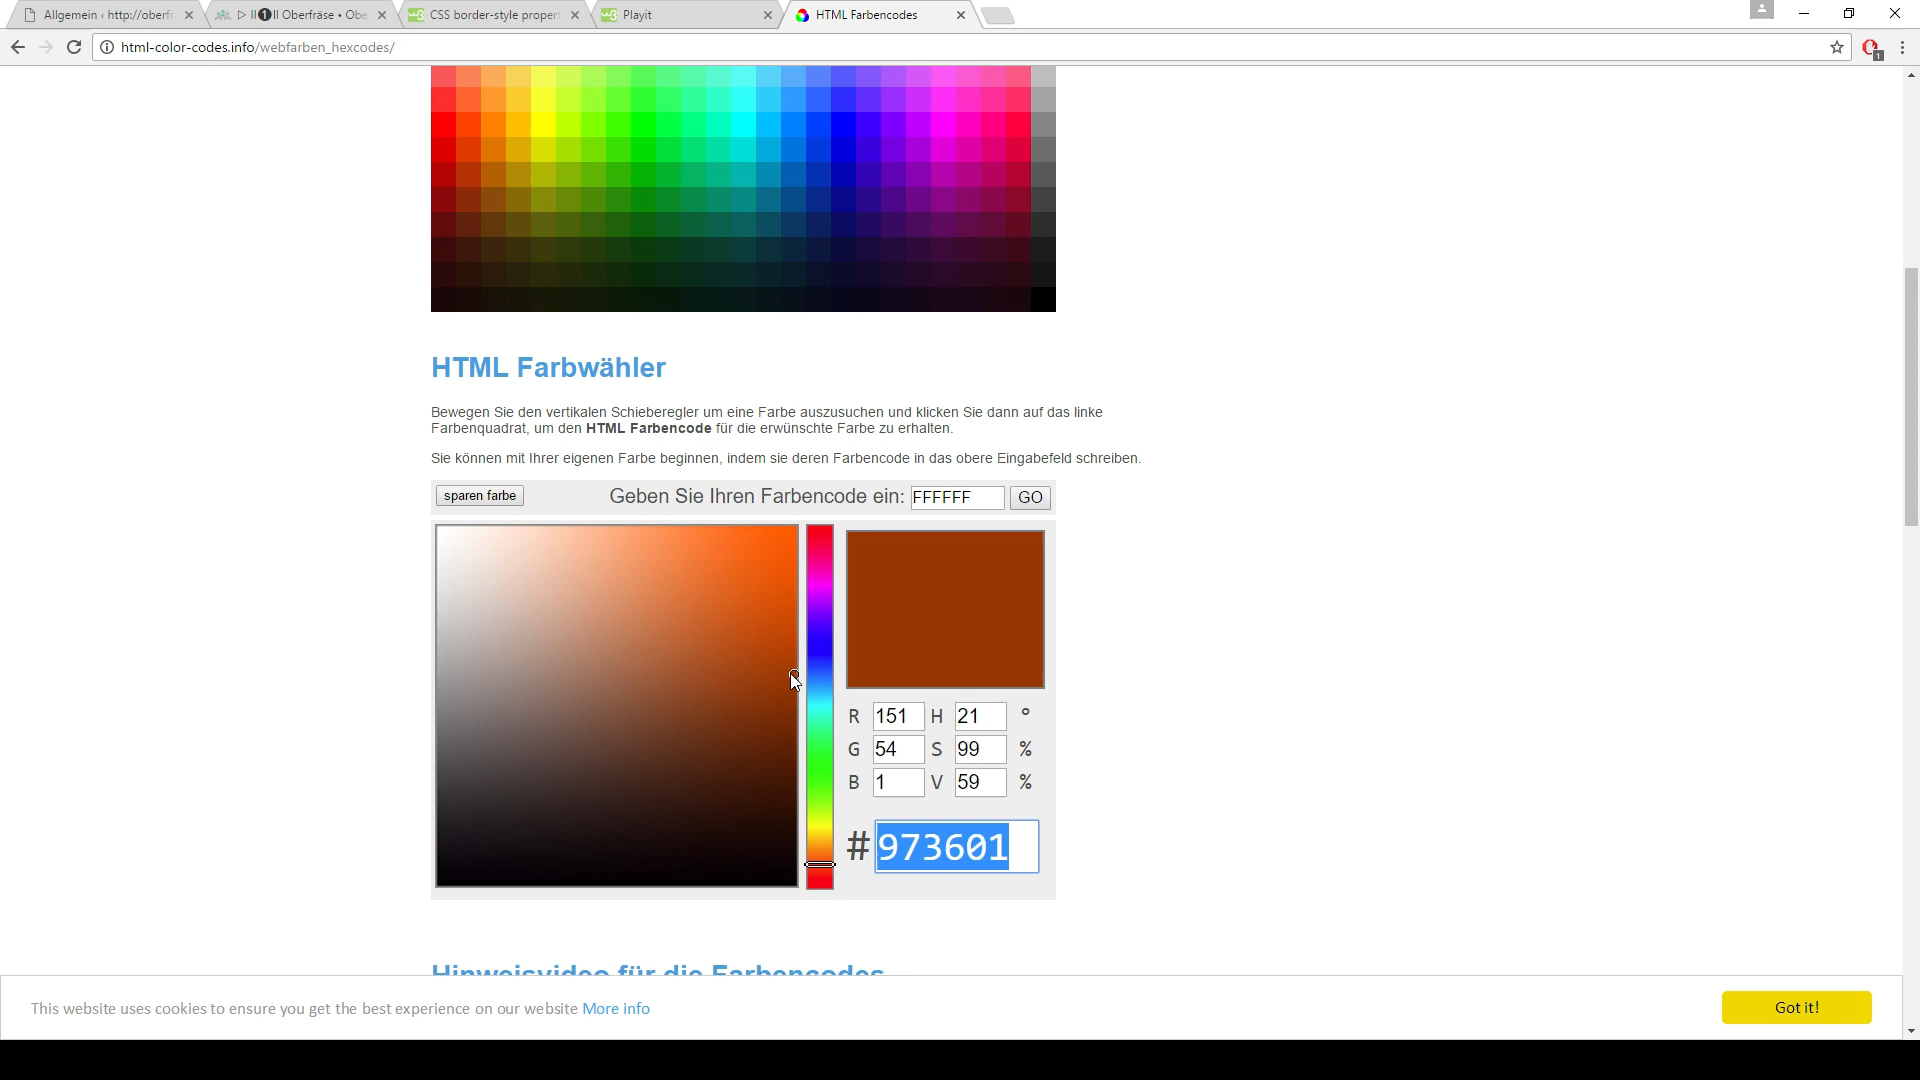 Allgemein ‹ http://oberfr
ll❶ll Oberfräse • Obe
CSS border-style propert
Playit
HTML Farbencodes
html-color-codes.info/webfarben_hexcodes/
1
HTML Farbwähler
Bewegen Sie den vertikalen Schieberegler um eine Farbe auszusuchen und klicken Sie dann auf das linke
Farbenquadrat, um den HTML Farbencode für die erwünschte Farbe zu erhalten.
Sie können mit Ihrer eigenen Farbe beginnen, indem sie deren Farbencode in das obere Eingabefeld schreiben.
sparen farbe
Geben Sie Ihren Farbencode ein: FFFFFF GO
R 151 H 21 °
G 54 S 99 %
B 1 V 59 %
#973601
Hinweisvideo für die Farbencodes
This website uses cookies to ensure you get the best experience on our website More info
Got it!